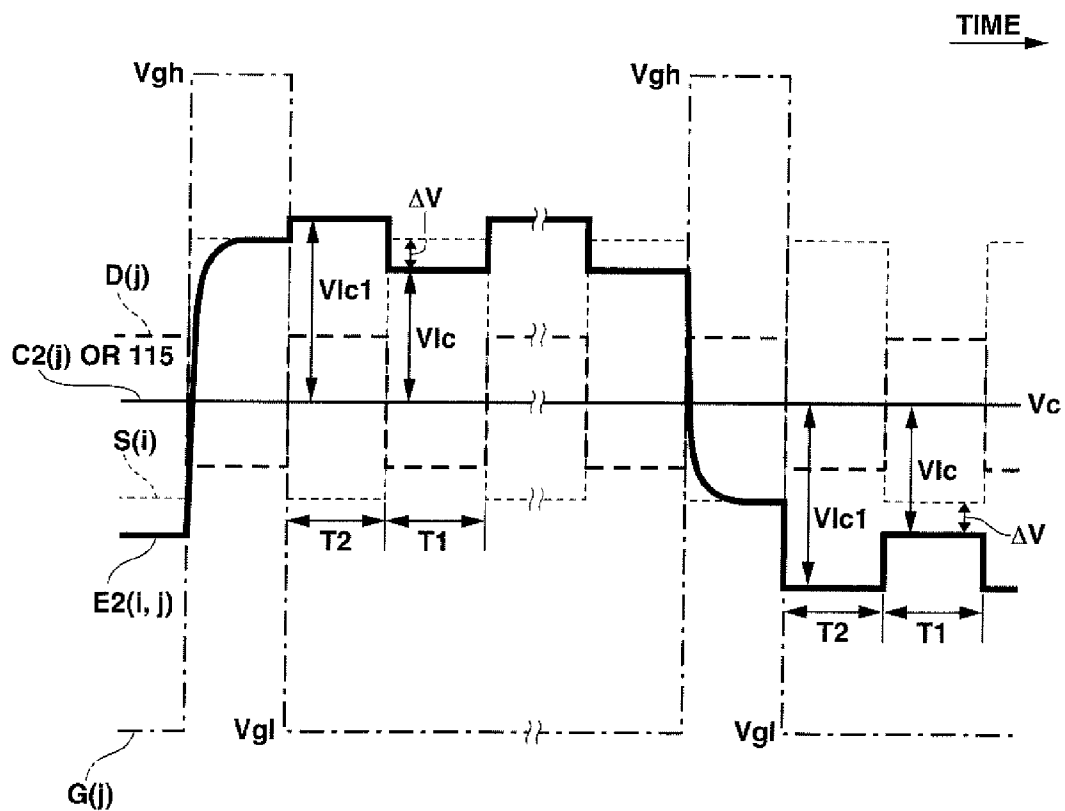 TIME
Vgh
Vgh
ΔV
D(j)
Vlc1
Vlc
C2(j) OR 115
Vc
S(i)
Vlc
Vlc1
ΔV
T2
T1
E2(i, j)
T2
T1
Vgl
Vgl
G(j)